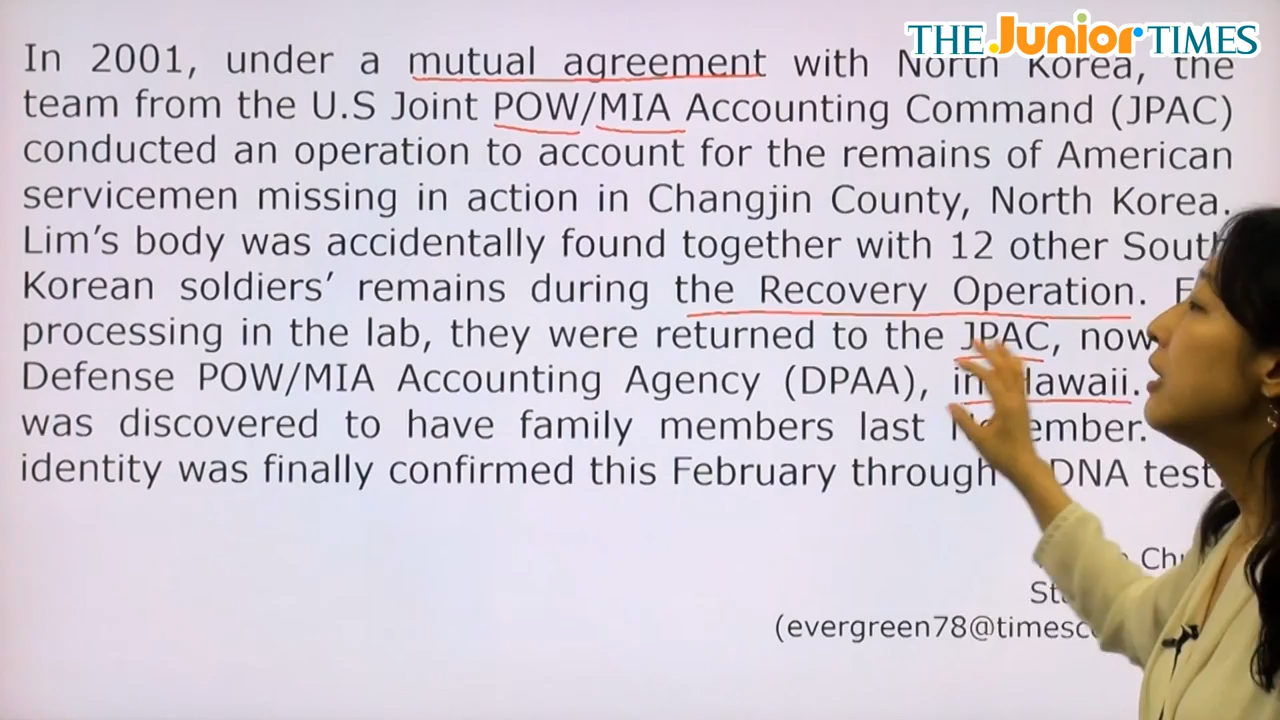 THE Junior TIMES
In 2001, under a mutual agreement with North Korea, the
team from the U.S Joint POW/MIA Accounting Command (JPAC)
conducted an operation to account for the remains of American
servicemen missing in action in Changjin County, North Korea.
Lim's body was accidentally found together with 12 other South
Korean soldiers' remains during the Recovery Operation.
processing in the lab, they were returned to the JPAC, now
Defense POW/MIA Accounting Agency (DPAA), in Hawaii.
was discovered to have family members last November.
identity was finally confirmed this February through DNA test.
(evergreen78@timesc